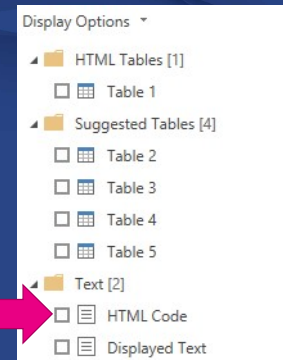 Display Options
HTML Tables [1]
Table 1
Suggested Tables [4]
Table 2
Table 3
Table 4
Table 5
Text [2]
HTML Code
Displayed Text